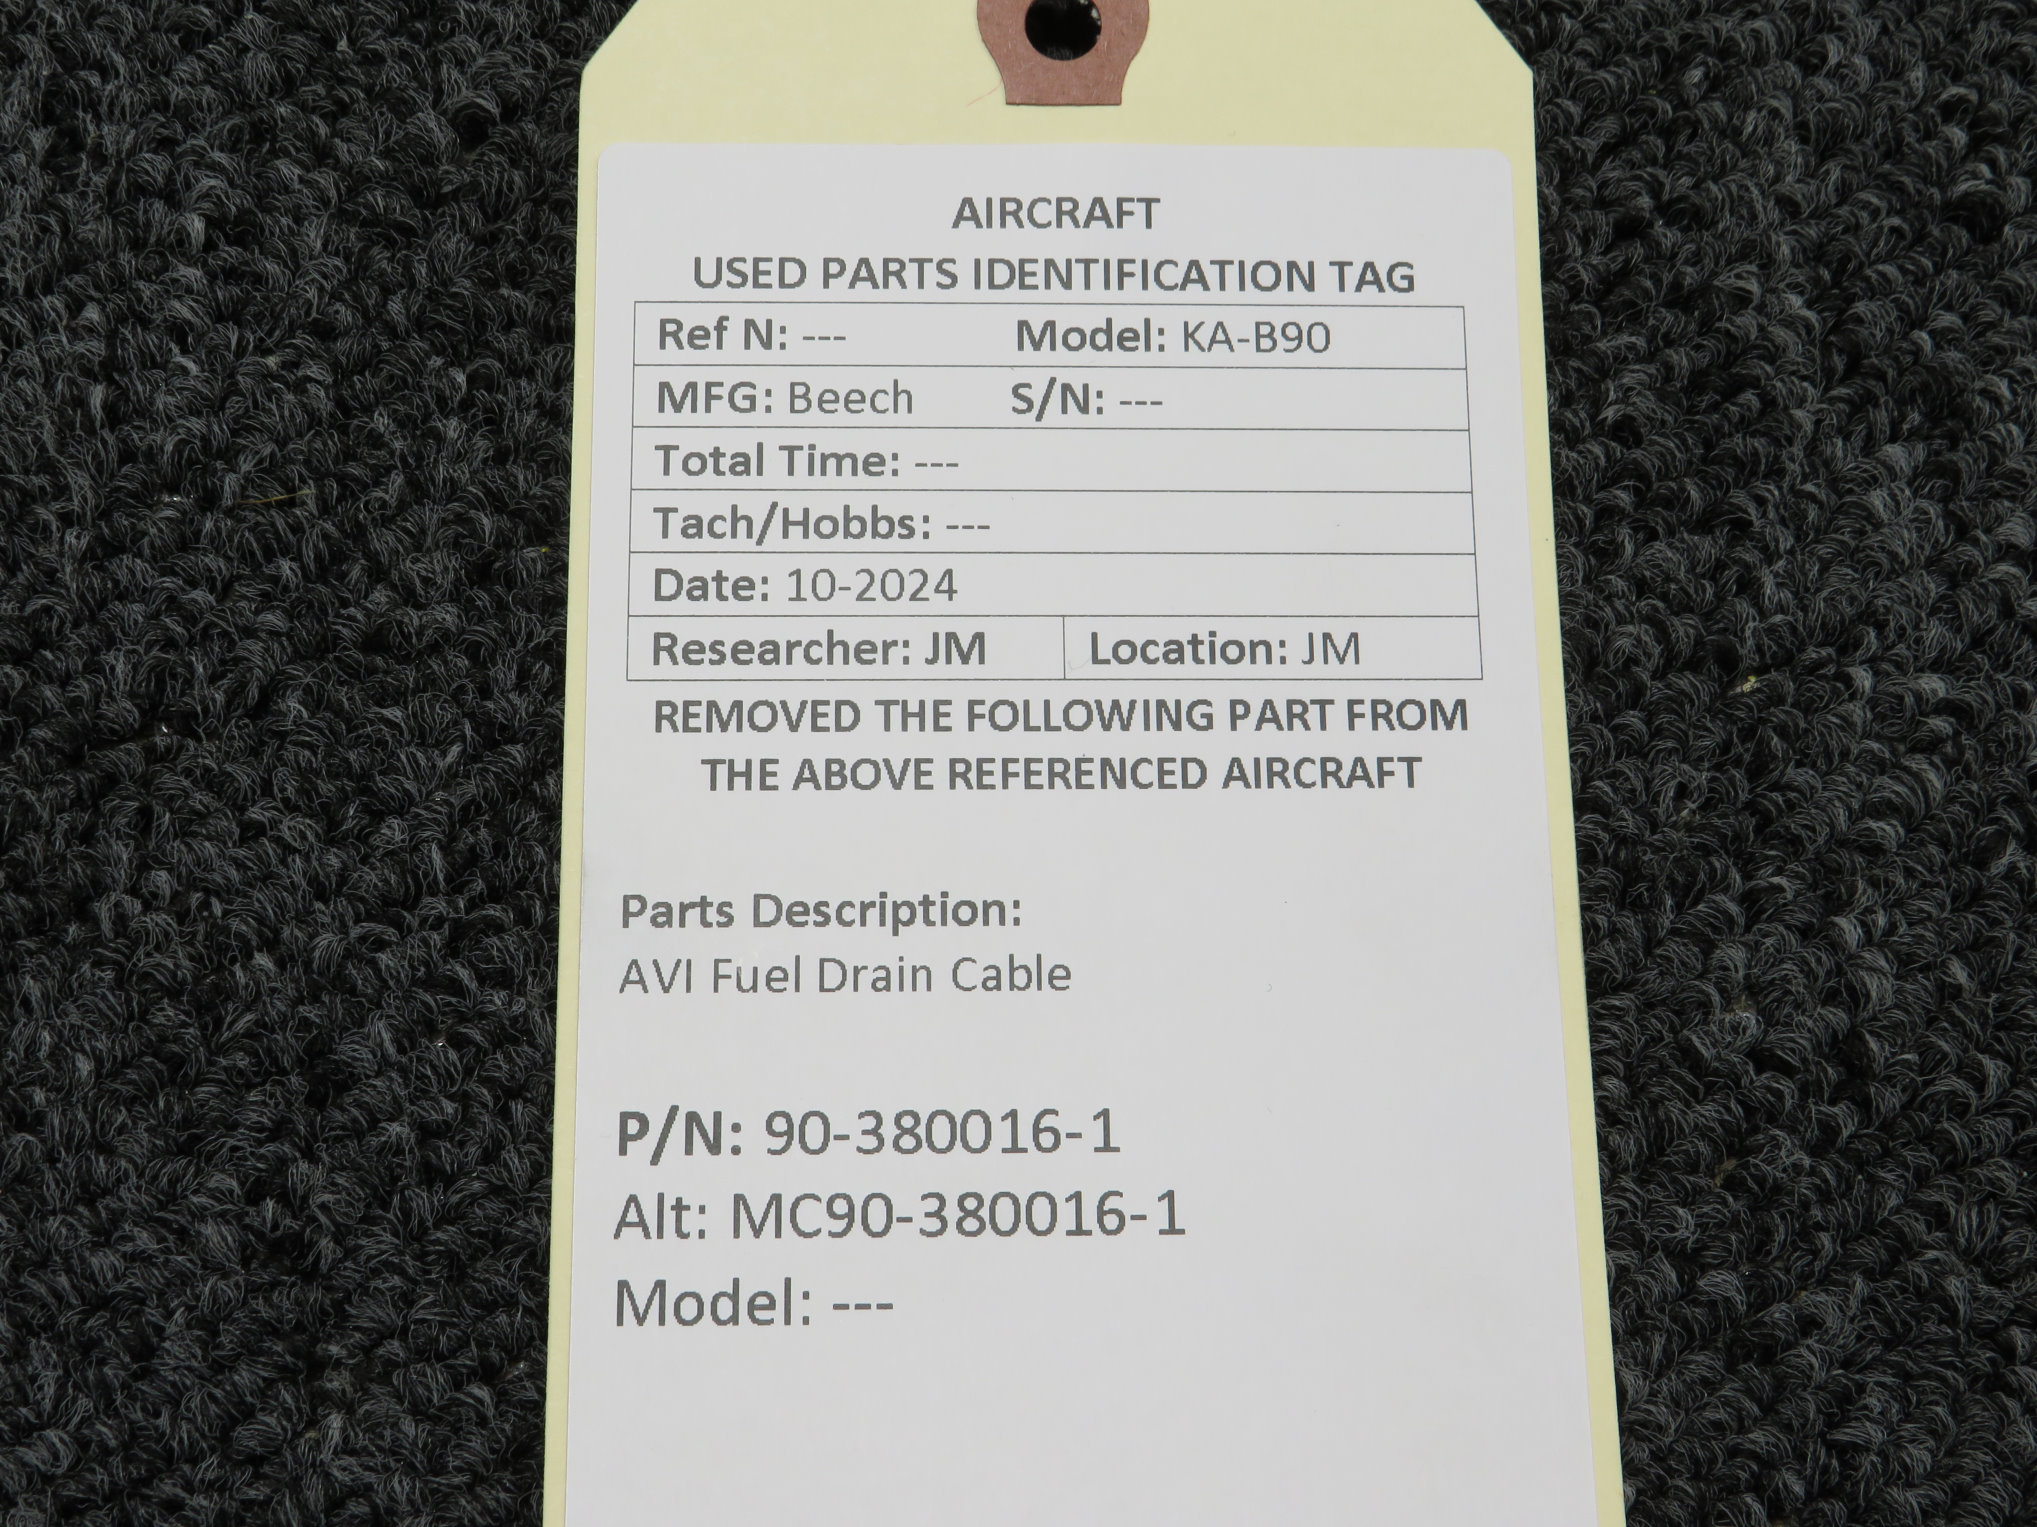 AIRCRAFT
USED PARTS IDENTIFICATION TAG
Ref N: --- Model: KA-B90
MFG: Beech S/N: ---
Total Time: ---
Tach/Hobbs: ---
Date: 10-2024
Researcher: JM Location: JM
REMOVED THE FOLLOWING PART FROM
THE ABOVE REFERENCED AIRCRAFT
Parts Description:
AVI Fuel Drain Cable
P/N: 90-380016-1
Alt: MC90-380016-1
Model: ---